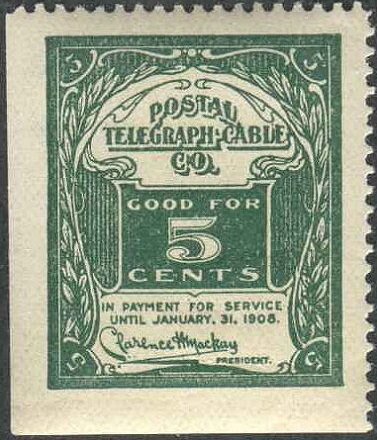 5 5
POSTAL
TELEGRAPH-CABLE
CO.
GOOD FOR
5
CENTS
IN PAYMENT FOR SERVICE
UNTIL JANUARY, 31, 1908.
Clarence H Mackay
PRESIDENT.
5 C